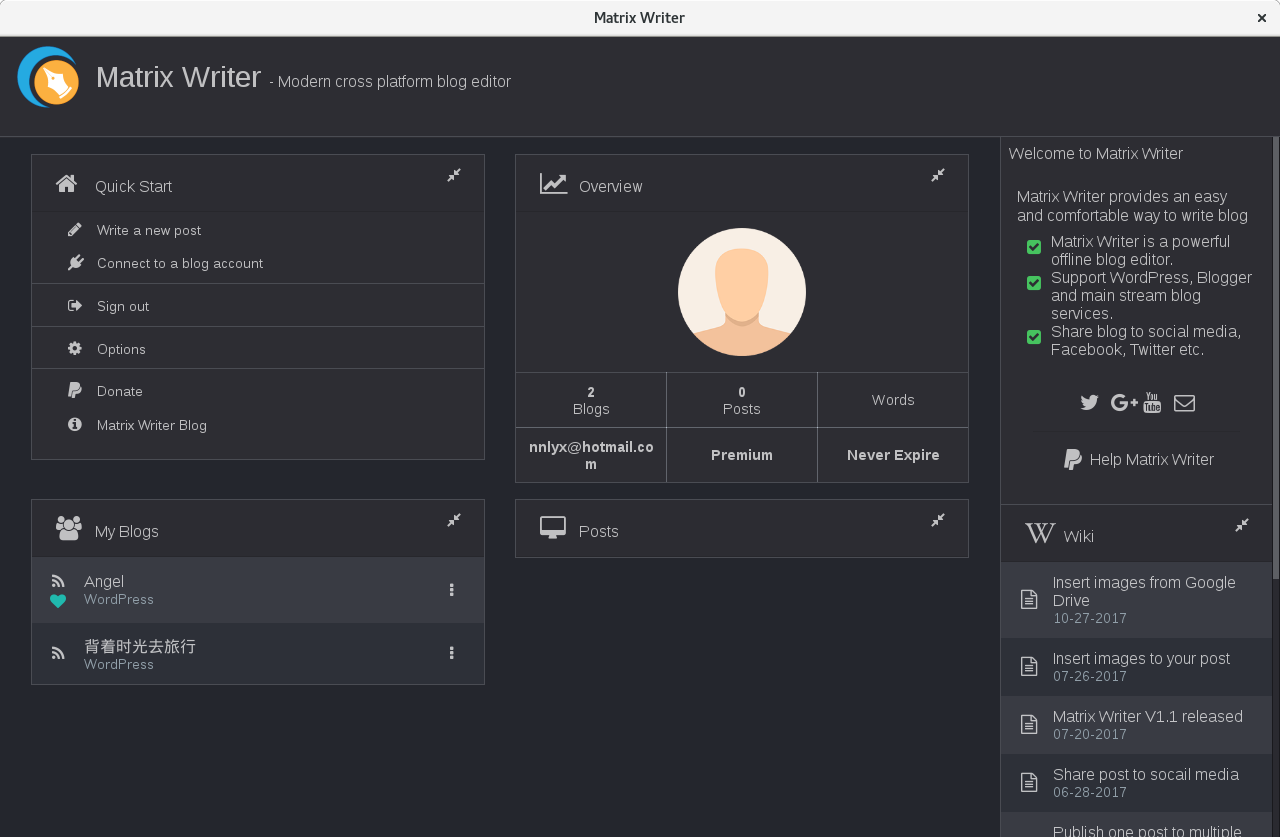 Matrix Writer
Matrix Writer - Modern cross platform blog editor
Quick Start
Write a new post
Connect to a blog account
Sign out
Options
Donate
Matrix Writer Blog
Overview
2
Blogs
0
Posts
Words
nnlyx@hotmail.co
m
Premium
Never Expire
My Blogs
Angel
WordPress
背着时光去旅行
WordPress
Posts
Welcome to Matrix Writer
Matrix Writer provides an easy
and comfortable way to write blog
Matrix Writer is a powerful
offline blog editor.
Support WordPress, Blogger
and main stream blog
services.
Share blog to social media,
Facebook, Twitter etc.
Help Matrix Writer
Wiki
Insert images from Google
Drive
10-27-2017
Insert images to your post
07-26-2017
Matrix Writer V1.1 released
07-20-2017
Share post to socail media
06-28-2017
Publish one post to multiple